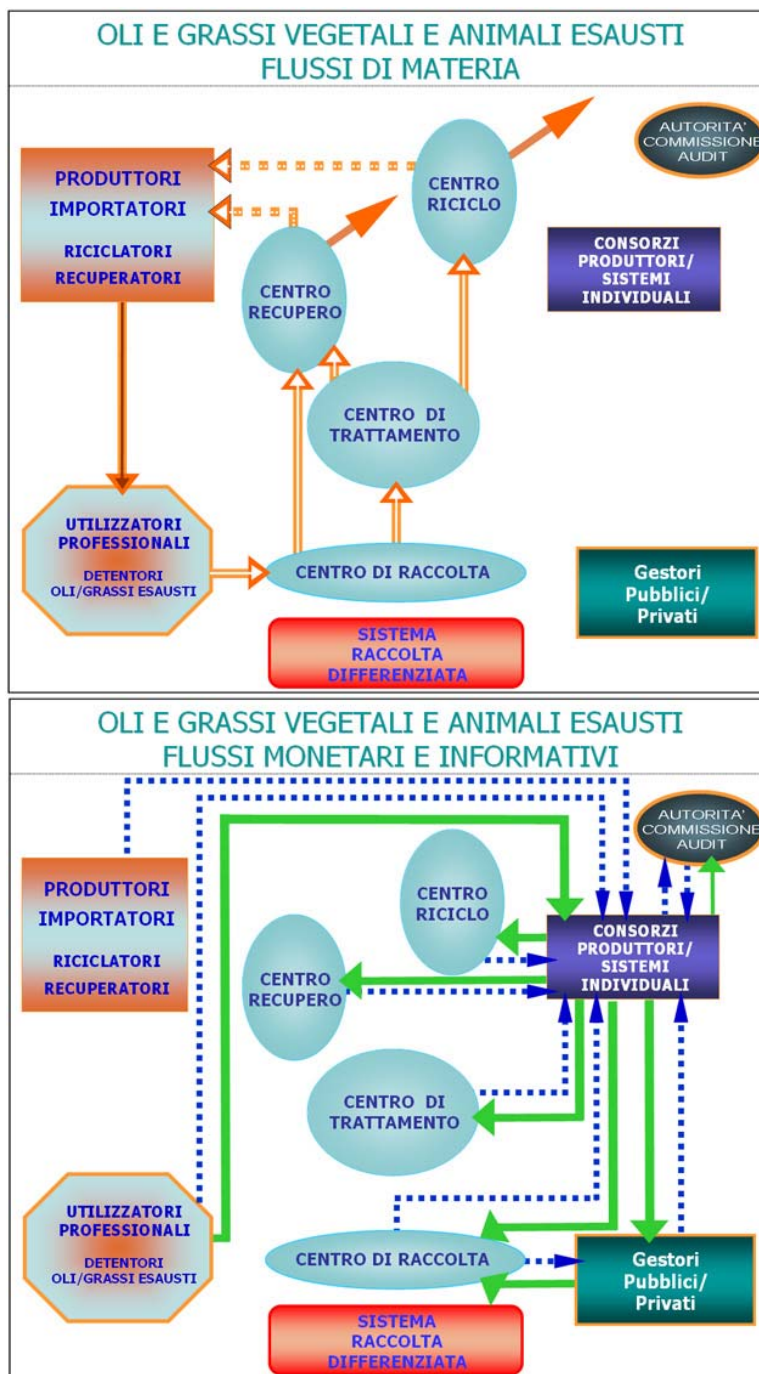 OLI E GRASSI VEGETALI E ANIMALI ESAUSTI
FLUSSI DI MATERIA
AUTORITA'
COMMISSIONE
AUDIT
PRODUTTORI
IMPORTATORI
RICICLATORI
RECUPERATORI
CENTRO
RICICLO
CENTRO
RECUPERO
CONSORZI
PRODUTTORI/
SISTEMI
INDIVIDUALI
CENTRO DI
TRATTAMENTO
UTILIZZATORI
PROFESSIONALI
DETENTORI
OLI/GRASSI ESAUSTI
CENTRO DI RACCOLTA
Gestori
Pubblici/
Privati
SISTEMA
RACCOLTA
DIFFERENZIATA
OLI E GRASSI VEGETALI E ANIMALI ESAUSTI
FLUSSI MONETARI E INFORMATIVI
AUTORITA'
COMMISSIONE
AUDIT
PRODUTTORI
IMPORTATORI
RICICLATORI
RECUPERATORI
CENTRO
RICICLO
CENTRO
RECUPERO
CONSORZI
PRODUTTORI/
SISTEMI
INDIVIDUALI
CENTRO DI
TRATTAMENTO
UTILIZZATORI
PROFESSIONALI
DETENTORI
OLI/GRASSI ESAUSTI
CENTRO DI RACCOLTA
Gestori
Pubblici/
Privati
SISTEMA
RACCOLTA
DIFFERENZIATA